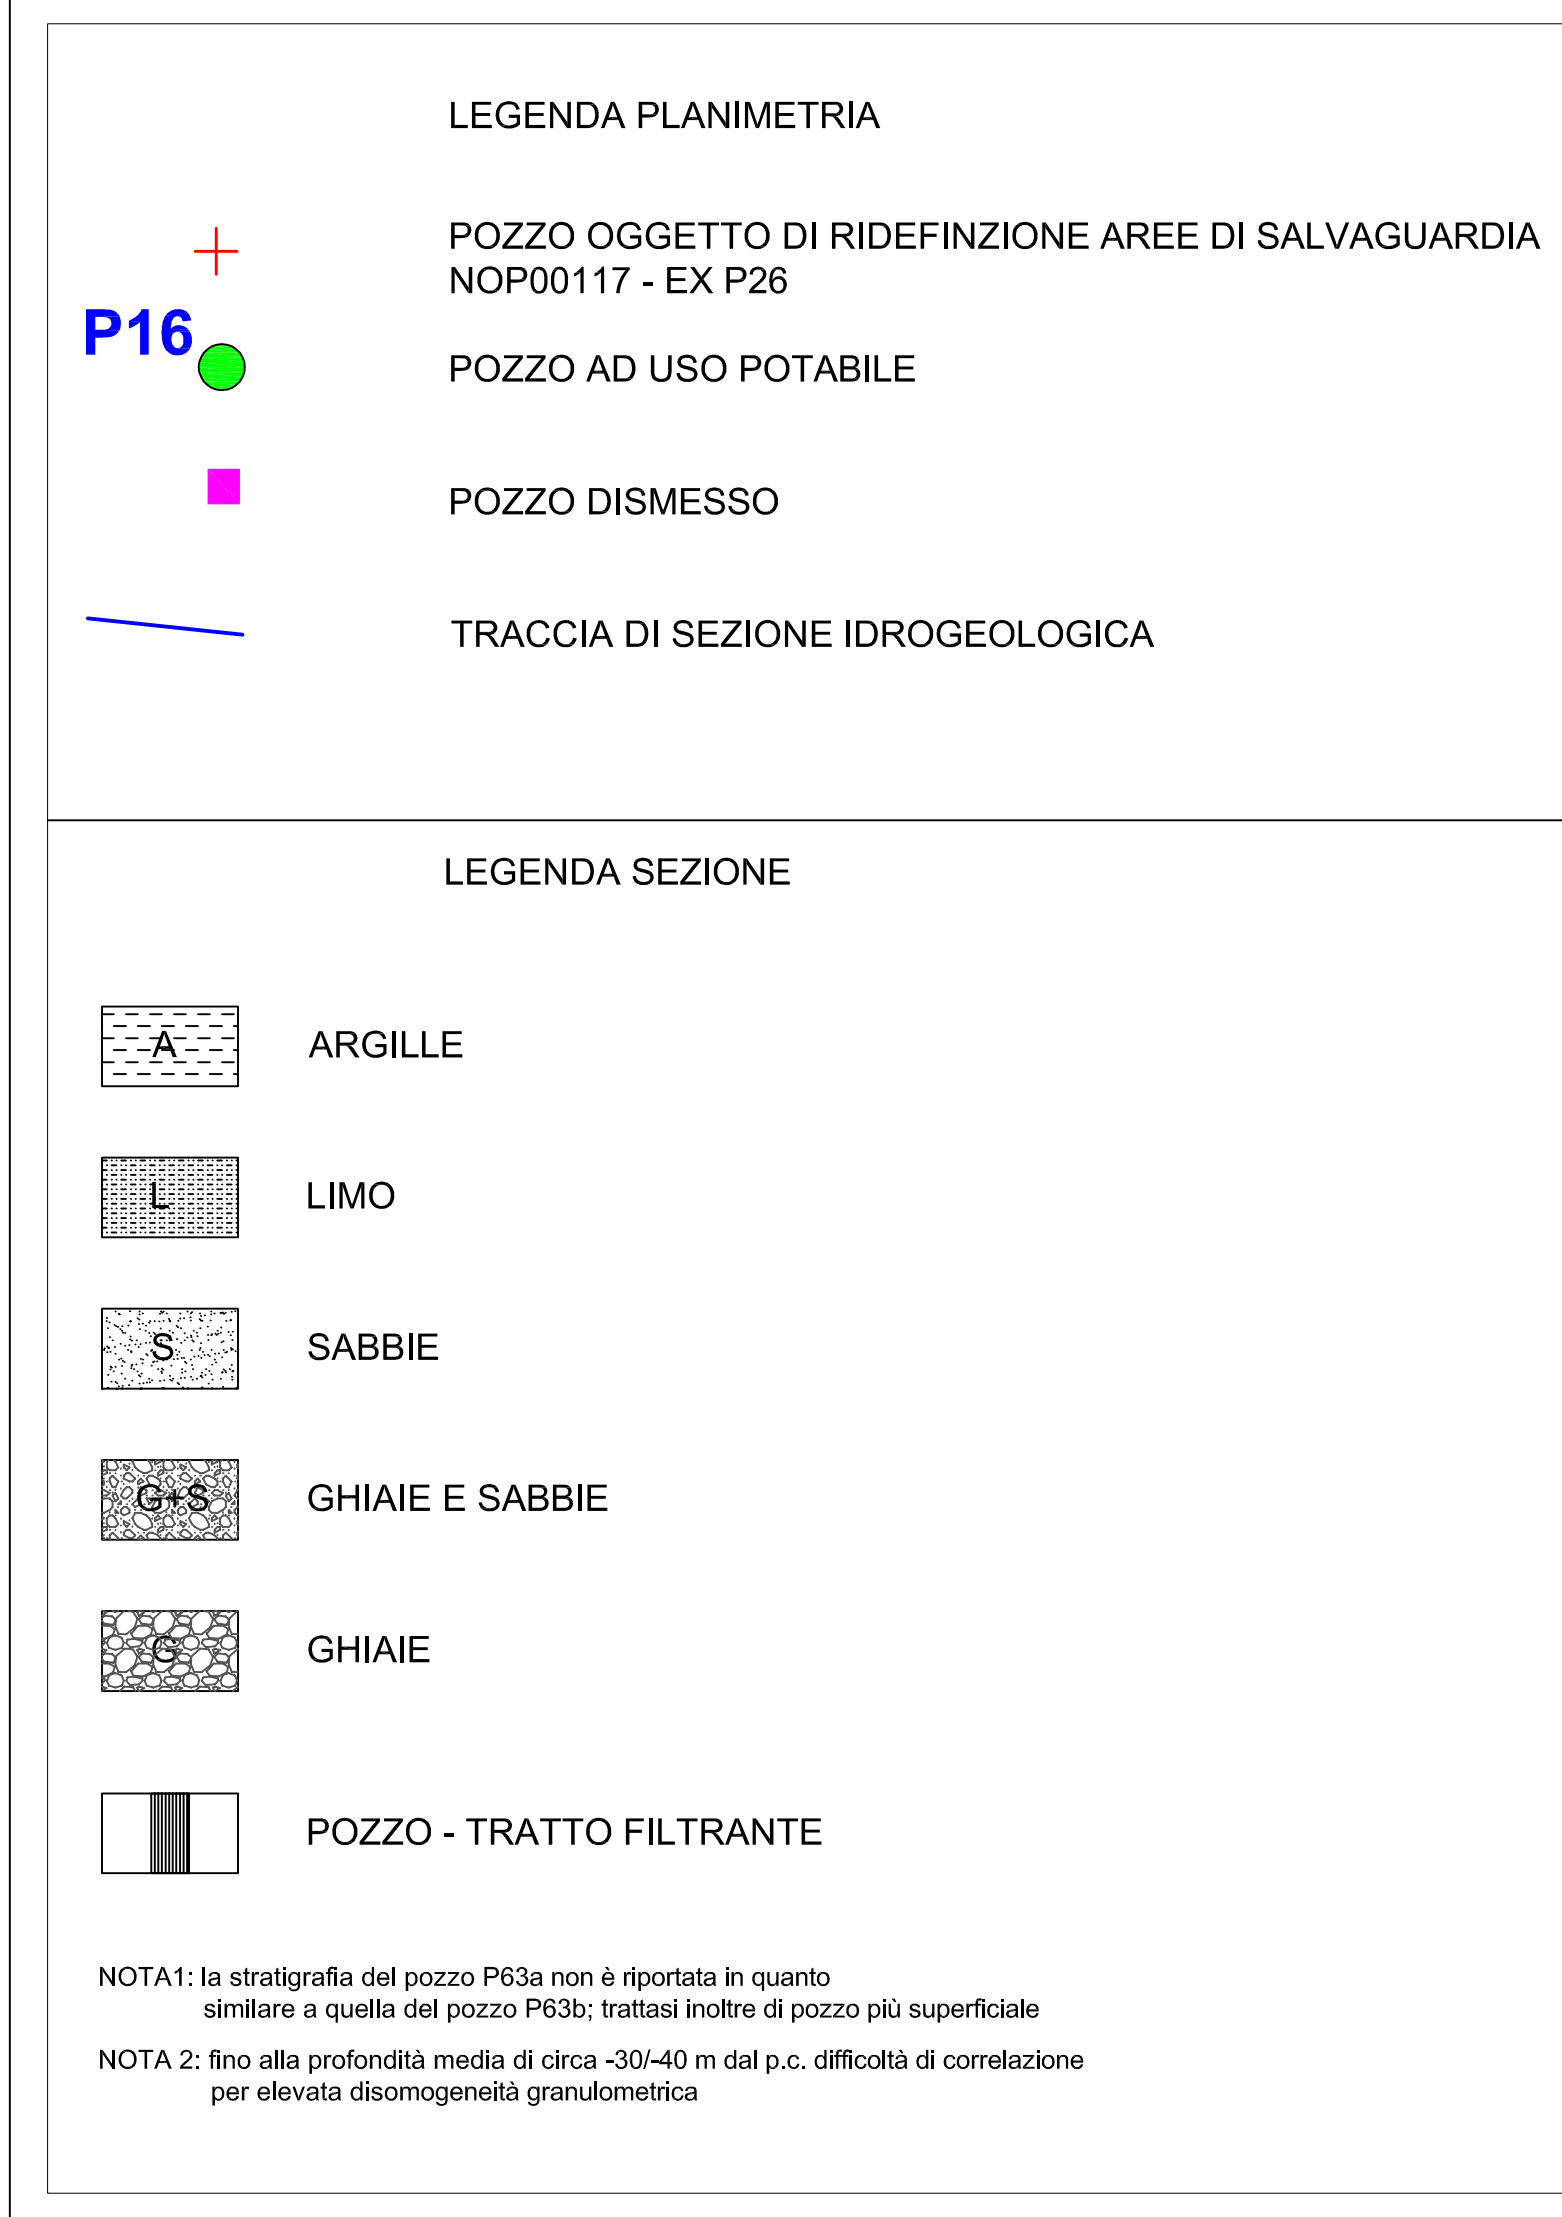 LEGENDA PLANIMETRIA
POZZO OGGETTO DI RIDEFINZIONE AREE DI SALVAGUARDIA
NOP00117 - EX P26
P16
POZZO AD USO POTABILE
POZZO DISMESSO
TRACCIA DI SEZIONE IDROGEOLOGICA
LEGENDA SEZIONE
A ARGILLE
L LIMO
S SABBIE
G+S GHIAIE E SABBIE
G GHIAIE
POZZO - TRATTO FILTRANTE
NOTA1: la stratigrafia del pozzo P63a non è riportata in quanto
similare a quella del pozzo P63b; trattasi inoltre di pozzo più superficiale
NOTA 2: fino alla profondità media di circa -30/-40 m dal p.c. difficoltà di correlazione
per elevata disomogeneità granulometrica